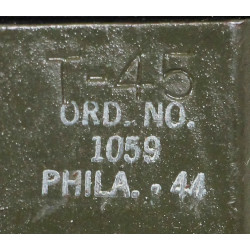 T-45
ORD. NO.
1059
PHILA. . 44